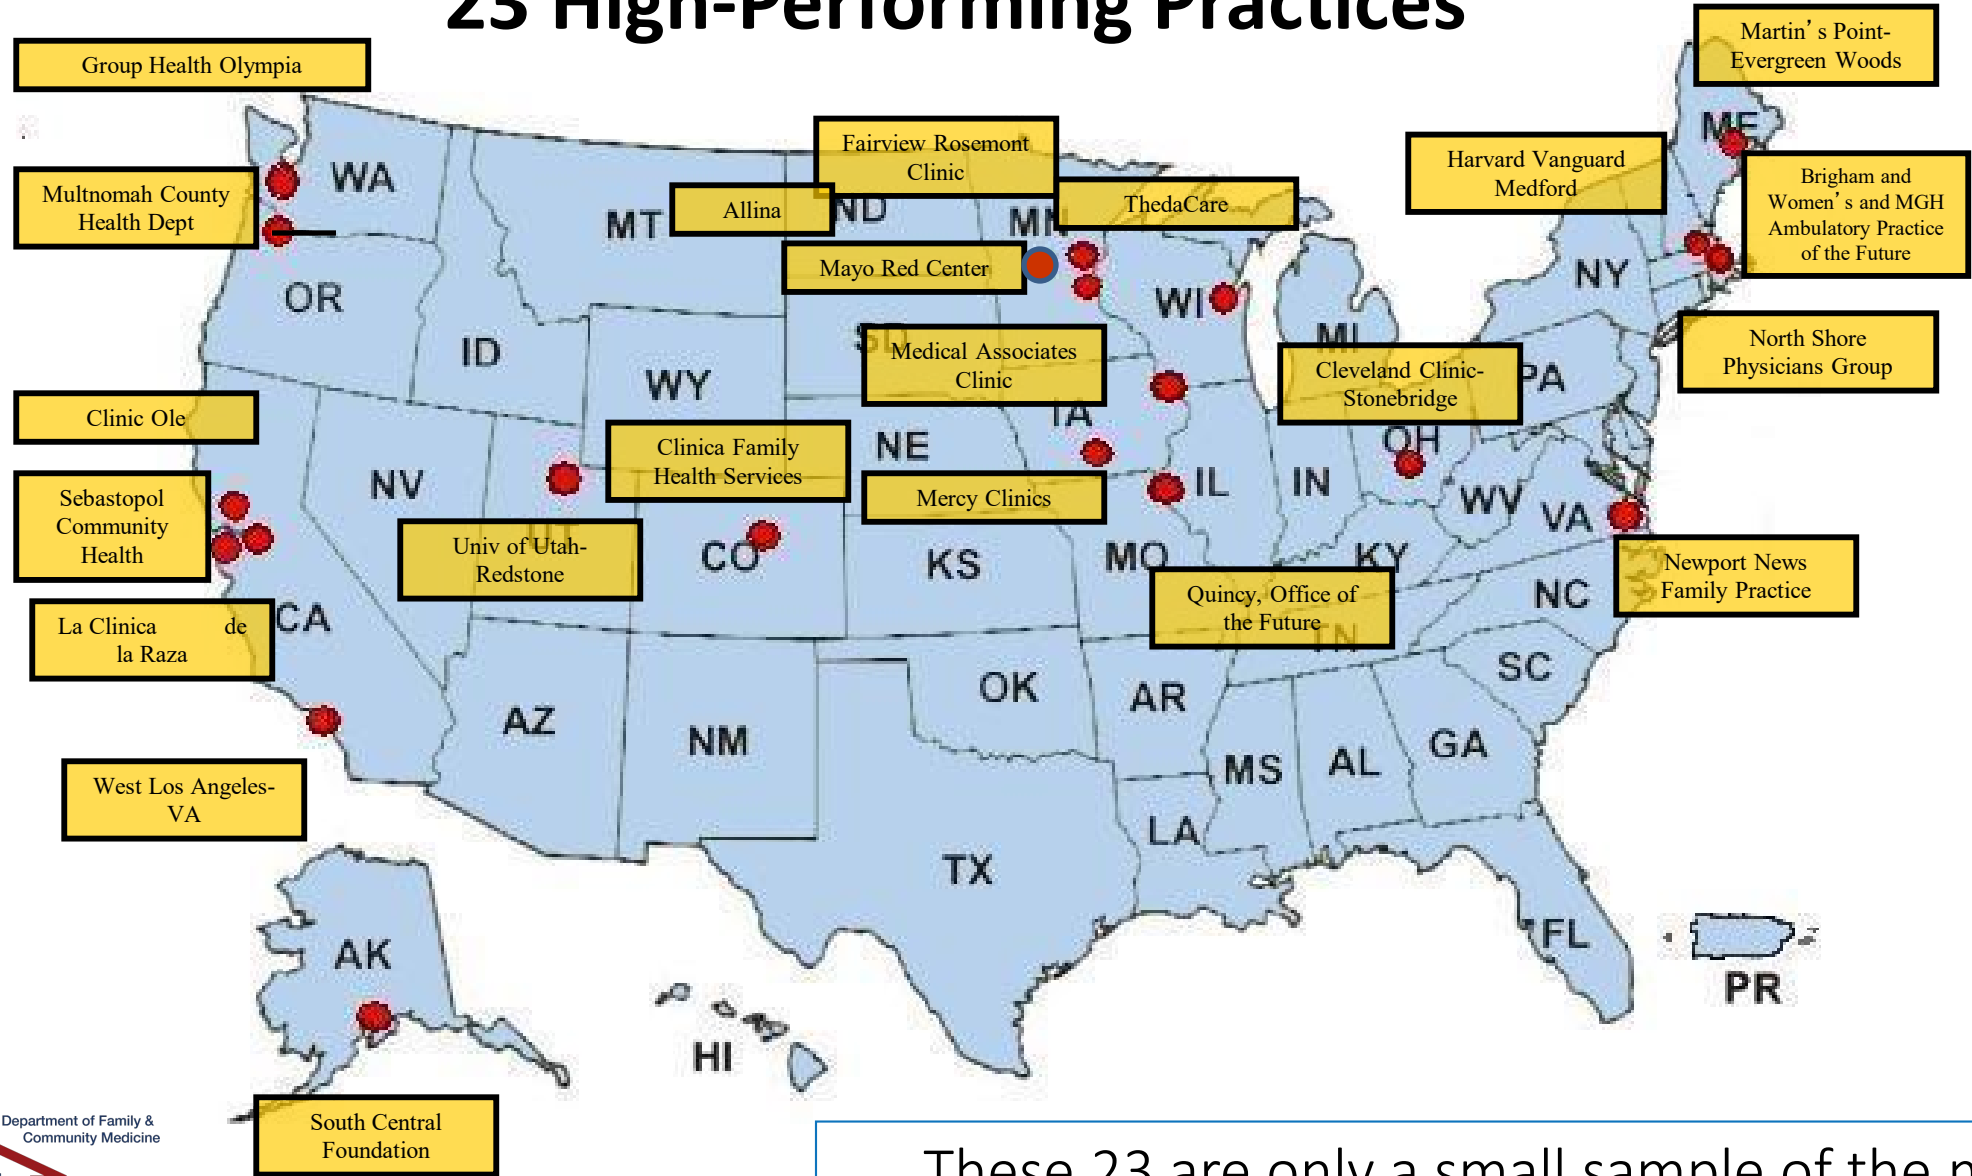 23 High-Performing Practices
Group Health Olympia
Martin’s Point-
Evergreen Woods
Fairview Rosemont
Clinic
Harvard Vanguard
Medford
Multnomah County
Health Dept
Allina
ThedaCare
Brigham and
Women’s and MGH
Ambulatory Practice
of the Future
Mayo Red Center
North Shore
Physicians Group
Medical Associates
Clinic
Cleveland Clinic-
Stonebridge
Clinic Ole
Clinica Family
Health Services
Mercy Clinics
Sebastopol
Community
Health
Univ of Utah-
Redstone
Newport News
Family Practice
Quincy, Office of
the Future
La Clinica de
la Raza
West Los Angeles-
VA
South Central
Foundation
WA
MT
ND
MN
ME
OR
ID
WY
SD
WI
MI
NY
PA
NV
UT
CO
NE
IA
IL
IN
OH
WV
VA
CA
KS
MO
KY
NC
TN
SC
AZ
NM
OK
AR
MS
AL
GA
TX
LA
FL
AK
HI
PR
Department of Family &
Community Medicine
These 23 are only a small sample of the